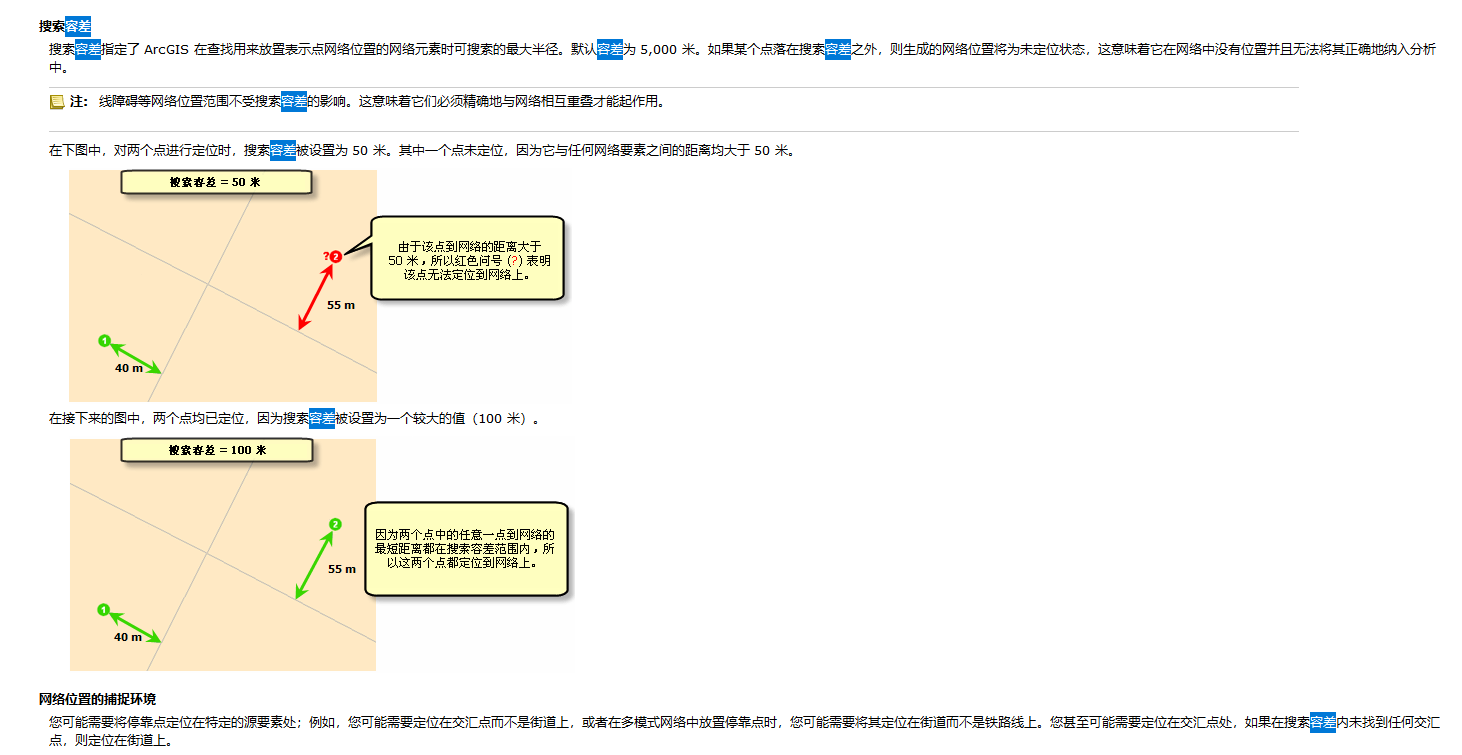 搜索容差
搜索容差指定了 ArcGIS 在查找用来放置表示点网络位置的网络元素时可搜索的最大半径。默认容差为 5,000 米。如果某个点落在搜索容差之外，则生成的网络位置将为未定位状态，这意味着它在网络中没有位置并且无法将其正确地纳入分析
中。
注： 线障碍等网络位置范围不受搜索容差的影响。这意味着它们必须精确地与网络相互重叠才能起作用。
在下图中，对两个点进行定位时，搜索容差被设置为 50 米。其中一个点未定位，因为它与任何网络要素之间的距离均大于 50 米。
搜索容差 = 50 米
由于该点到网络的距离大于
50 米，所以红色问号 (?) 表明
该点无法定位到网络上。
?2
55 m
1
40 m
在接下来的图中，两个点均已定位，因为搜索容差被设置为一个较大的值（100 米）。
搜索容差 = 100 米
2
因为两个点中的任意一点到网络的
最短距离都在搜索容差范围内，所
以这两个点都定位到网络上。
55 m
1
40 m
网络位置的捕捉环境
您可能需要将停靠点定位在特定的源要素处；例如，您可能需要定位在交汇点而不是街道上，或者在多模式网络中放置停靠点时，您可能需要将其定位在街道而不是铁路线上。您甚至可能需要定位在交汇点处，如果在搜索容差内未找到任何交汇
点，则定位在街道上。